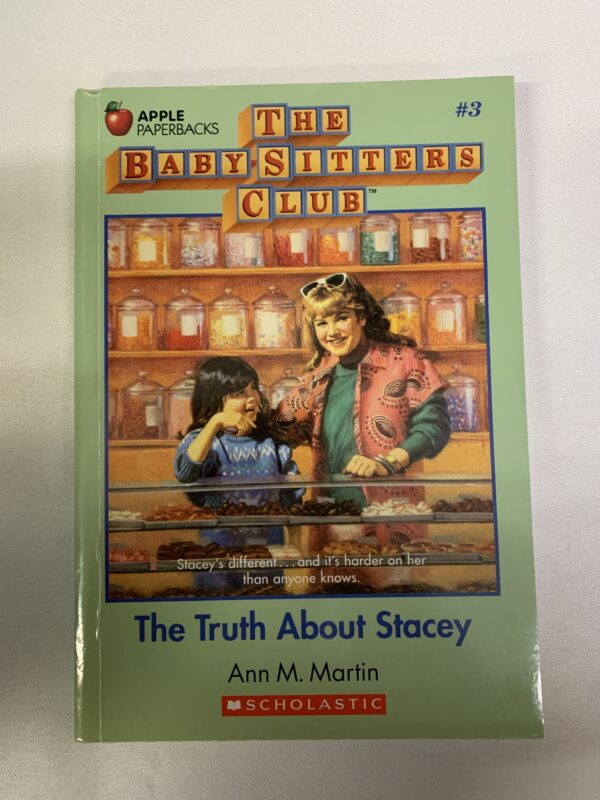 APPLE
PAPERBACKS
#3
THE
BABY-SITTERS
CLUB™
Stacey's different...and it's harder on her
than anyone knows.
The Truth About Stacey
Ann M. Martin
SCHOLASTIC